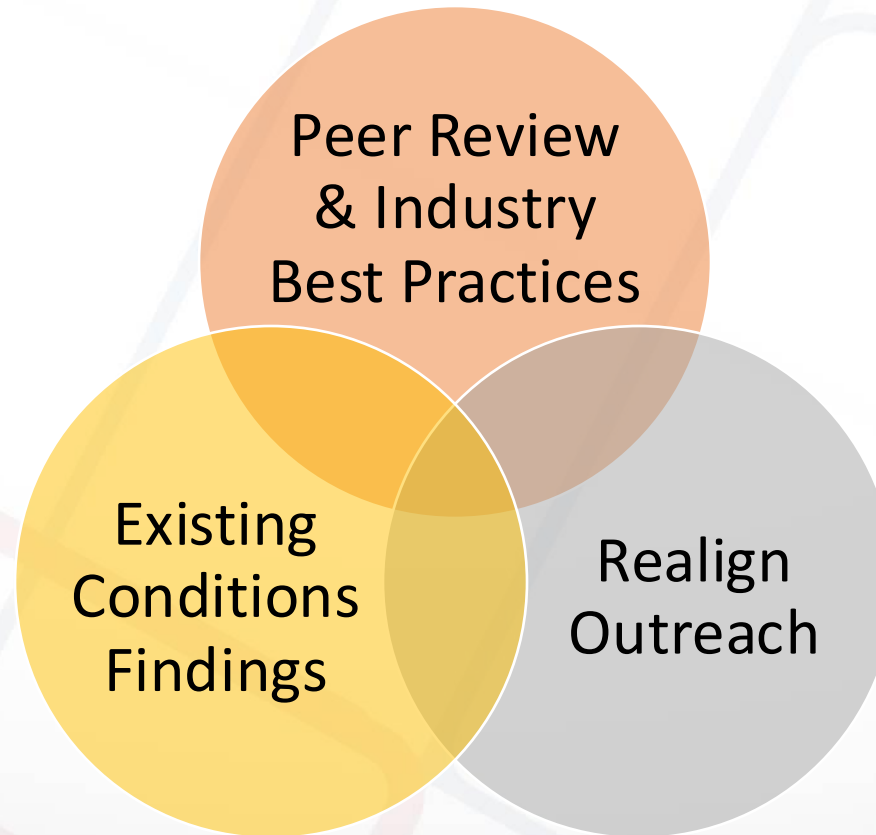 Peer Review
& Industry
Best Practices
Existing
Conditions
Findings
Realign
Outreach